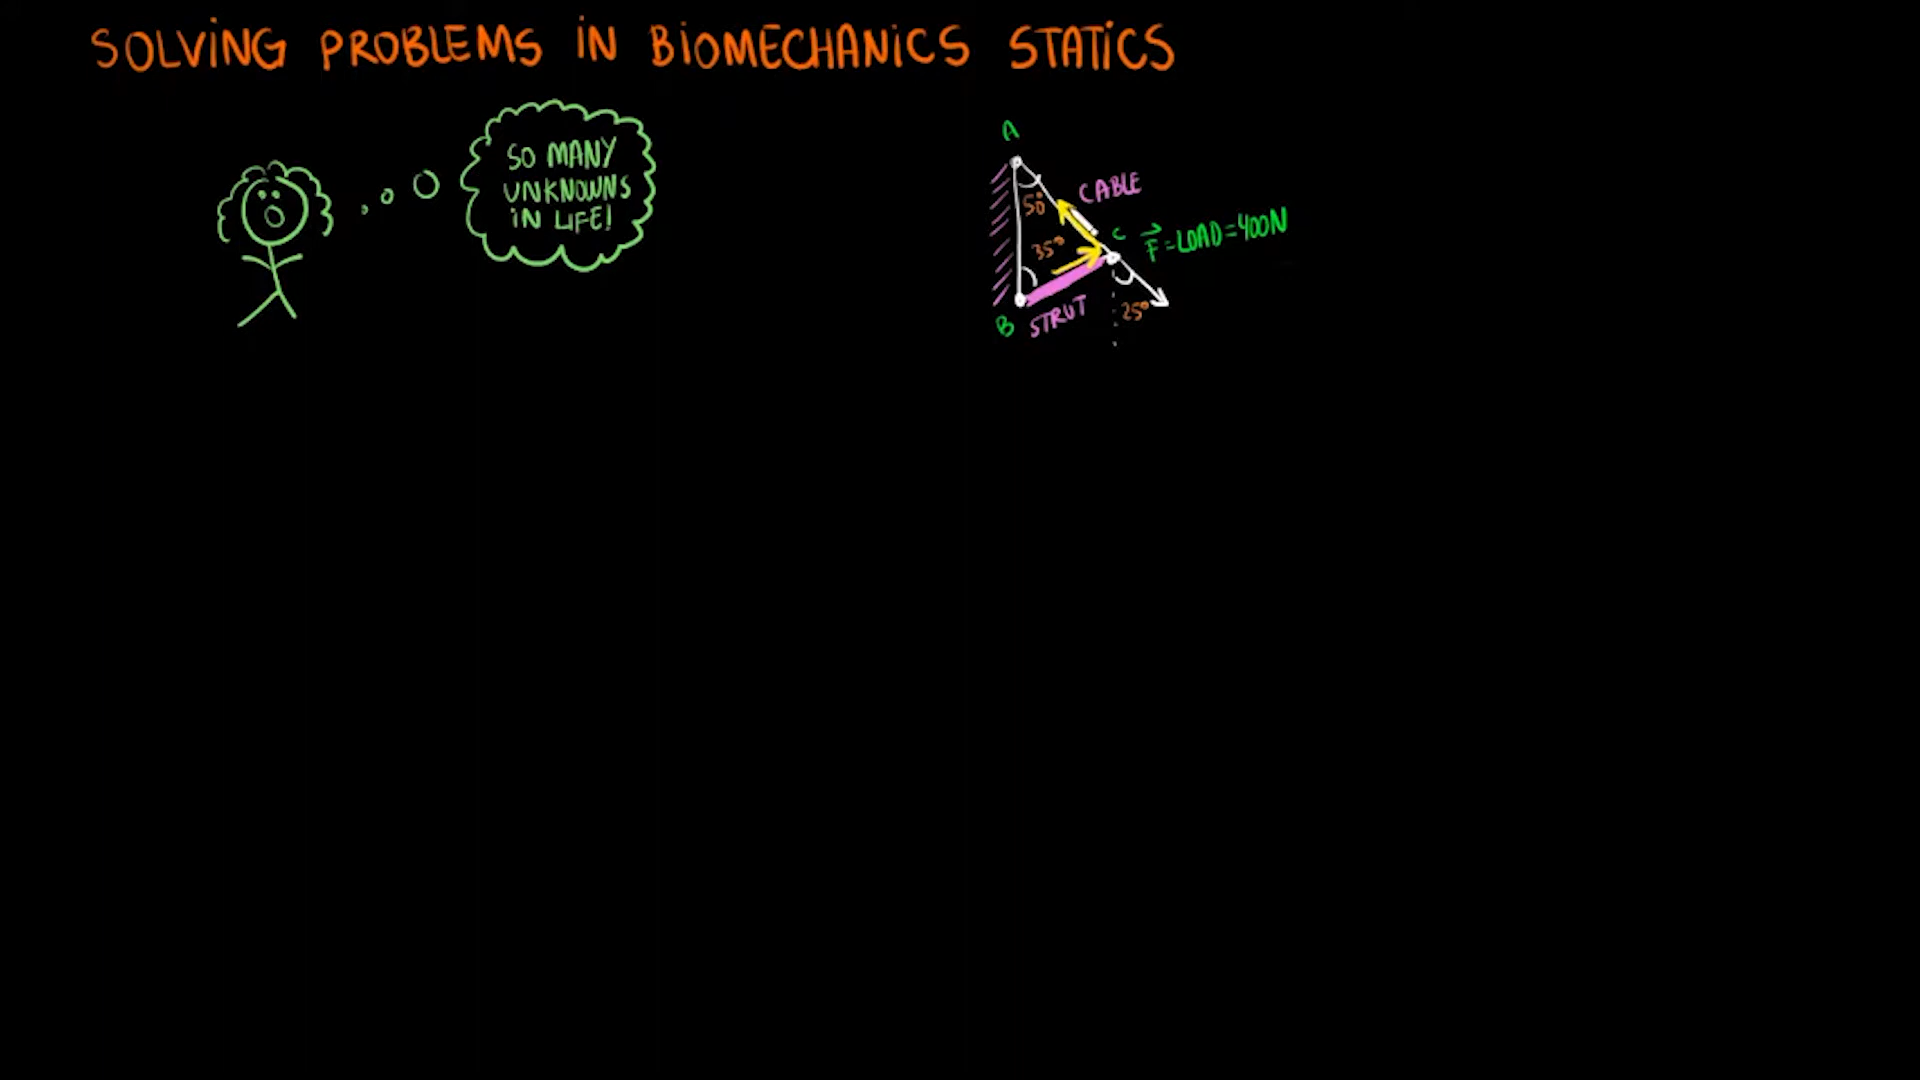 SOLVING PROBLEMS IN BIOMECHANICS STATICS
SO MANY
UNKNOWNS
IN LIFE!
A
CABLE
50°
C
F=LOAD=400N
35°
B
STRUT
25°